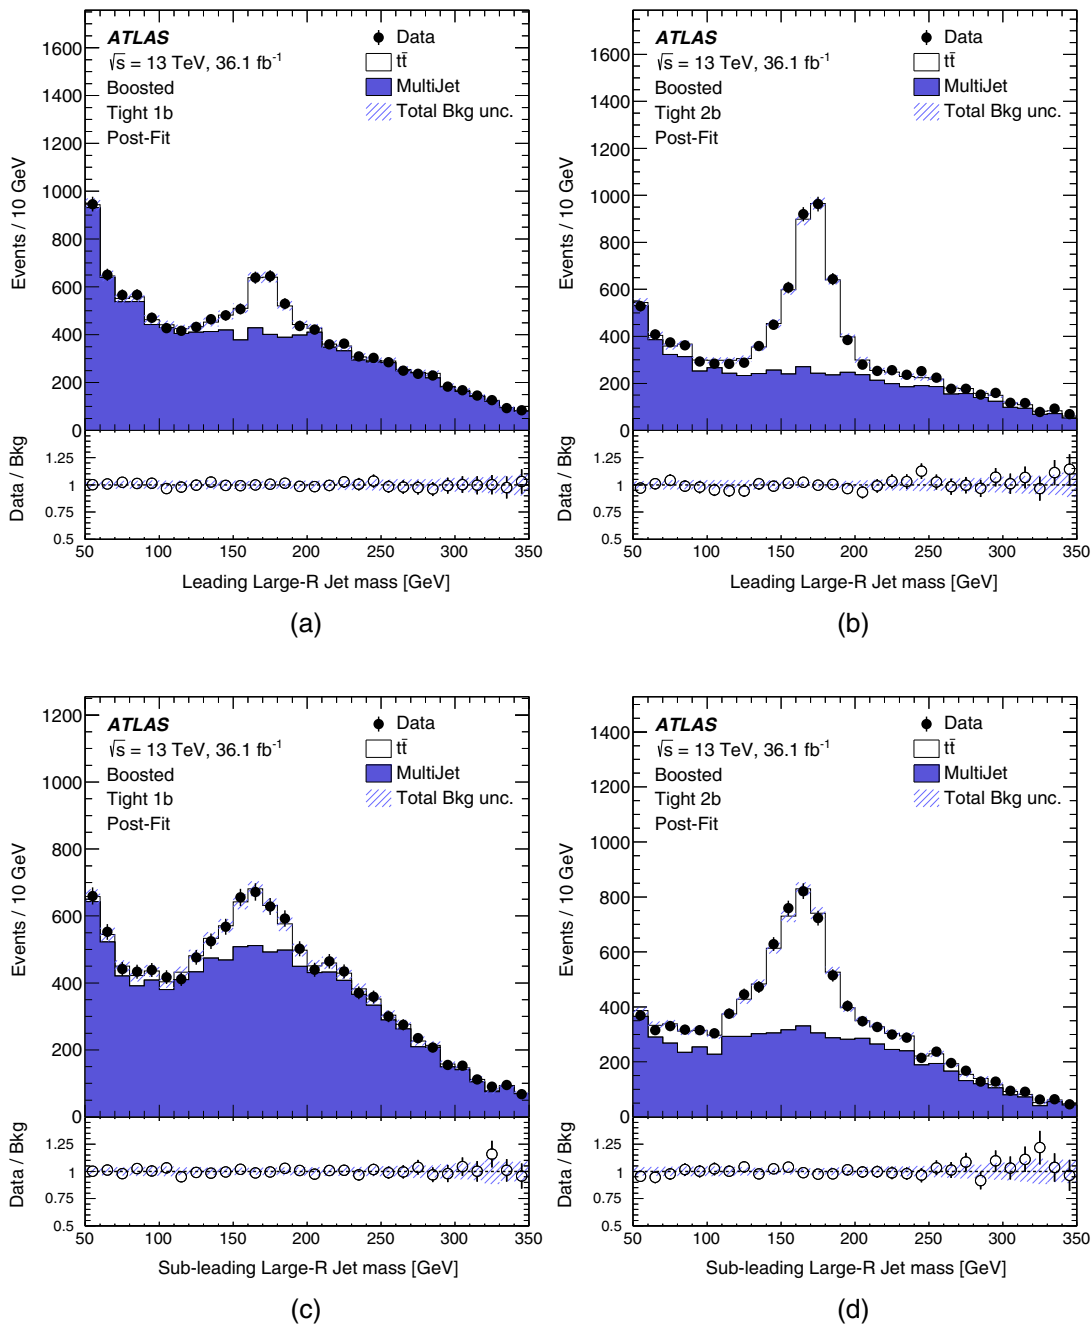 ATLAS
√s = 13 TeV, 36.1 fb-1
Boosted
Tight 1b
Post-Fit
Data
tt̄
MultiJet
Total Bkg unc.
Events / 10 GeV
1600
1400
1200
1000
800
600
400
200
0
Data / Bkg
1.25
1
0.75
0.5
50 100 150 200 250 300 350
Leading Large-R Jet mass [GeV]
(a)
ATLAS
√s = 13 TeV, 36.1 fb-1
Boosted
Tight 2b
Post-Fit
Data
tt̄
MultiJet
Total Bkg unc.
Events / 10 GeV
1600
1400
1200
1000
800
600
400
200
0
Data / Bkg
1.25
1
0.75
0.5
50 100 150 200 250 300 350
Leading Large-R Jet mass [GeV]
(b)
ATLAS
√s = 13 TeV, 36.1 fb-1
Boosted
Tight 1b
Post-Fit
Data
tt̄
MultiJet
Total Bkg unc.
Events / 10 GeV
1200
1000
800
600
400
200
0
Data / Bkg
1.25
1
0.75
0.5
50 100 150 200 250 300 350
Sub-leading Large-R Jet mass [GeV]
(c)
ATLAS
√s = 13 TeV, 36.1 fb-1
Boosted
Tight 2b
Post-Fit
Data
tt̄
MultiJet
Total Bkg unc.
Events / 10 GeV
1400
1200
1000
800
600
400
200
0
Data / Bkg
1.25
1
0.75
0.5
50 100 150 200 250 300 350
Sub-leading Large-R Jet mass [GeV]
(d)